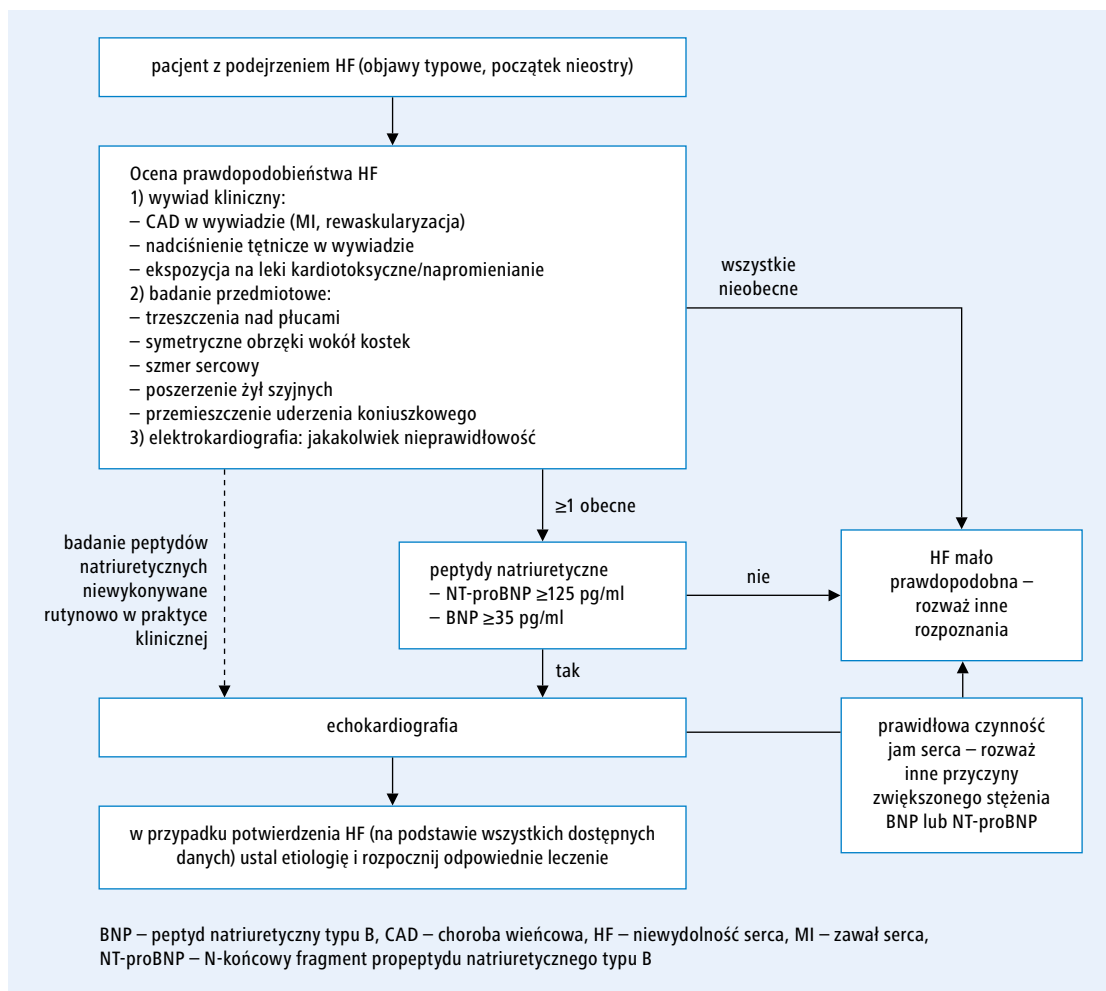 pacjent z podejrzeniem HF (objawy typowe, początek nieostry)
Ocena prawdopodobieństwa HF
1) wywiad kliniczny:
– CAD w wywiadzie (MI, rewaskularyzacja)
– nadciśnienie tętnicze w wywiadzie
– ekspozycja na leki kardiotoksyczne/napromienianie
2) badanie przedmiotowe:
– trzeszczenia nad płucami
– symetryczne obrzęki wokół kostek
– szmer sercowy
– poszerzenie żył szyjnych
– przemieszczenie uderzenia koniuszkowego
3) elektrokardiografia: jakakolwiek nieprawidłowość
wszystkie
nieobecne
≥1 obecne
badanie peptydów
natriuretycznych
niewykonywane
rutynowo w praktyce
klinicznej
peptydy natriuretyczne
– NT-proBNP ≥125 pg/ml
– BNP ≥35 pg/ml
nie
HF mało
prawdopodobna –
rozważ inne
rozpoznania
tak
echokardiografia
prawidłowa czynność
jam serca – rozważ
inne przyczyny
zwiększonego stężenia
BNP lub NT-proBNP
w przypadku potwierdzenia HF (na podstawie wszystkich dostępnych
danych) ustal etiologię i rozpocznij odpowiednie leczenie
BNP – peptyd natriuretyczny typu B, CAD – choroba wieńcowa, HF – niewydolność serca, MI – zawał serca,
NT-proBNP – N-końcowy fragment propeptydu natriuretycznego typu B